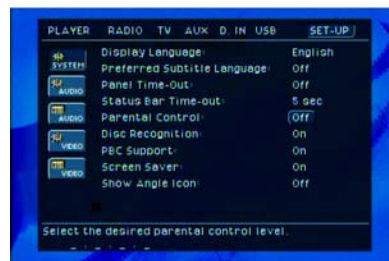 PLAYER RADIO TV AUX D. IN USB SET-UP
SYSTEM
AUDIO
AUDIO
VIDEO
VIDEO
Display Language: English
Preferred Subtitle Language: Off
Panel Time-Out: Off
Status Bar Time-out: 5 sec
Parental Control: Off
Disc Recognition: On
PBC Support: On
Screen Saver: On
Show Angle Icon: Off
Select the desired parental control level.
_ . : _ . : _ . _